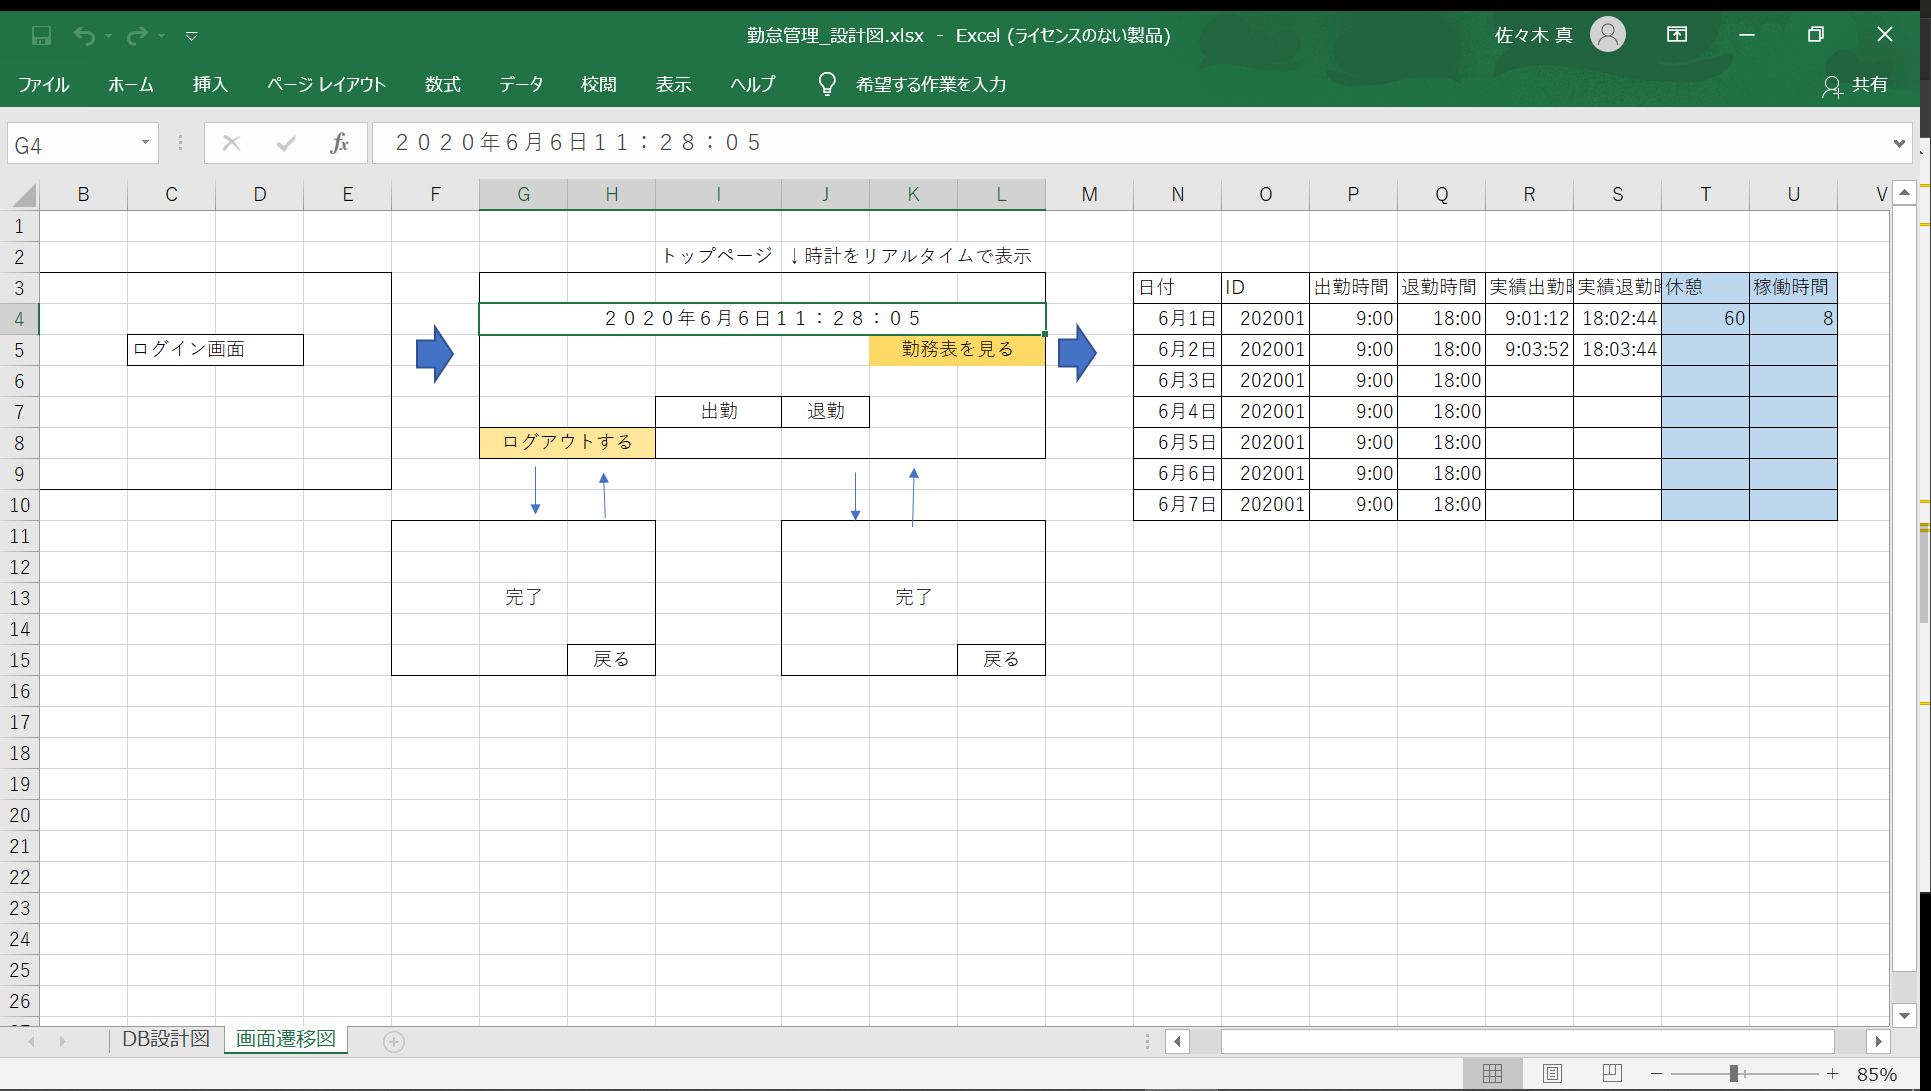 勤怠管理_設計図.xlsx - Excel (ライセンスのない製品)
佐々木 真
ファイル ホーム 挿入 ページ レイアウト 数式 データ 校閲 表示 ヘルプ 希望する作業を入力 共有
G4 fx ２０２０年６月６日１１：２８：０５
B C D E F G H I J K L M N O P Q R S T U V
1
2 トップページ ↓時計をリアルタイムで表示
3 日付 ID 出勤時間 退勤時間 実績出勤時 実績退勤時 休憩 稼働時間
4 ２０２０年６月６日１１：２８：０５ 6月1日 202001 9:00 18:00 9:01:12 18:02:44 60 8
5 ログイン画面 勤務表を見る 6月2日 202001 9:00 18:00 9:03:52 18:03:44
6 6月3日 202001 9:00 18:00
7 出勤 退勤 6月4日 202001 9:00 18:00
8 ログアウトする 6月5日 202001 9:00 18:00
9 6月6日 202001 9:00 18:00
10 6月7日 202001 9:00 18:00
11
12
13 完了 完了
14
15 戻る 戻る
16
17
18
19
20
21
22
23
24
25
26
DB設計図 画面遷移図
85%